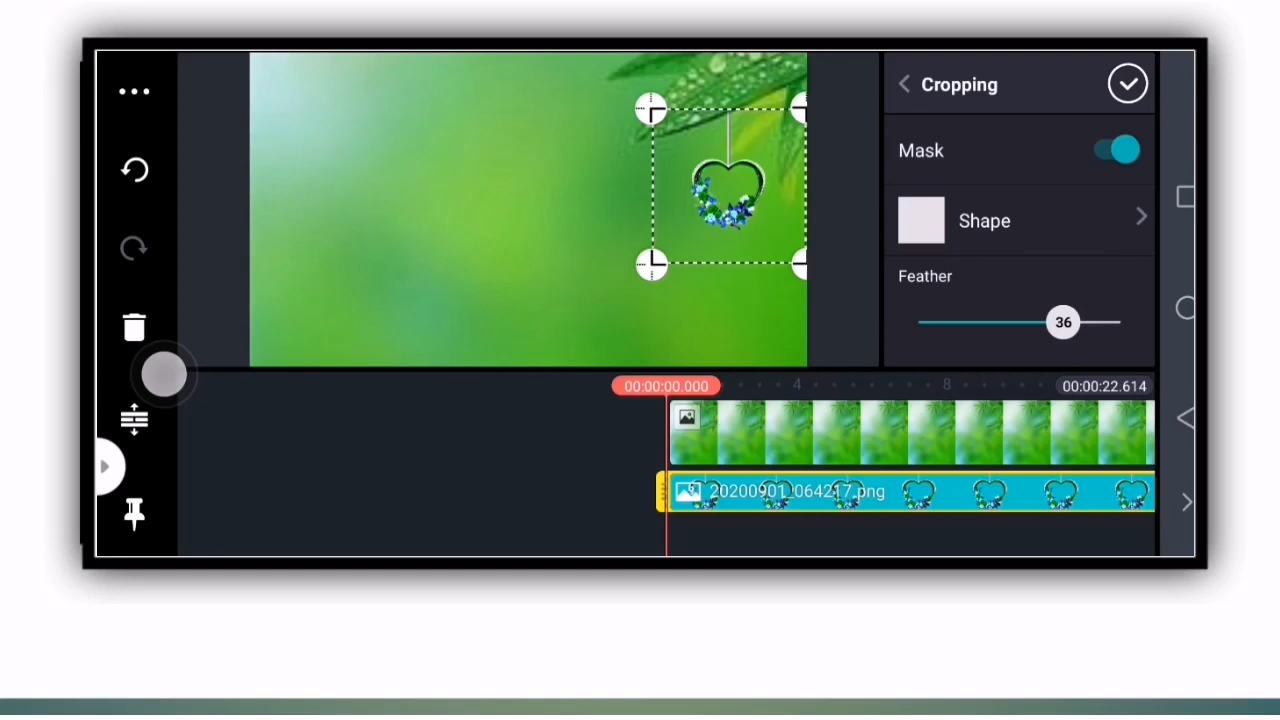 Cropping
Mask
Shape
Feather
36
00:00:00.000
4
8
00:00:22.614
20200901_064217.png